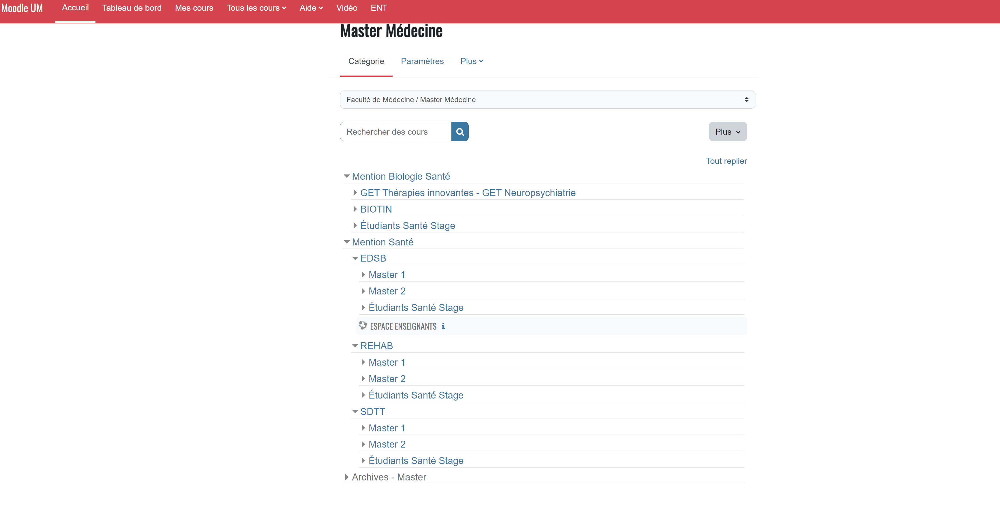 Moodle UM Accueil Tableau de bord Mes cours Tous les cours Aide Vidéo ENT
Master Médecine
Catégorie Paramètres Plus
Faculté de Médecine / Master Médecine
Rechercher des cours Plus
Tout replier
Mention Biologie Santé
GET Thérapies innovantes - GET Neuropsychiatrie
BIOTIN
Étudiants Santé Stage
Mention Santé
EDSB
Master 1
Master 2
Étudiants Santé Stage
ESPACE ENSEIGNANTS
REHAB
Master 1
Master 2
Étudiants Santé Stage
SDTT
Master 1
Master 2
Étudiants Santé Stage
Archives - Master